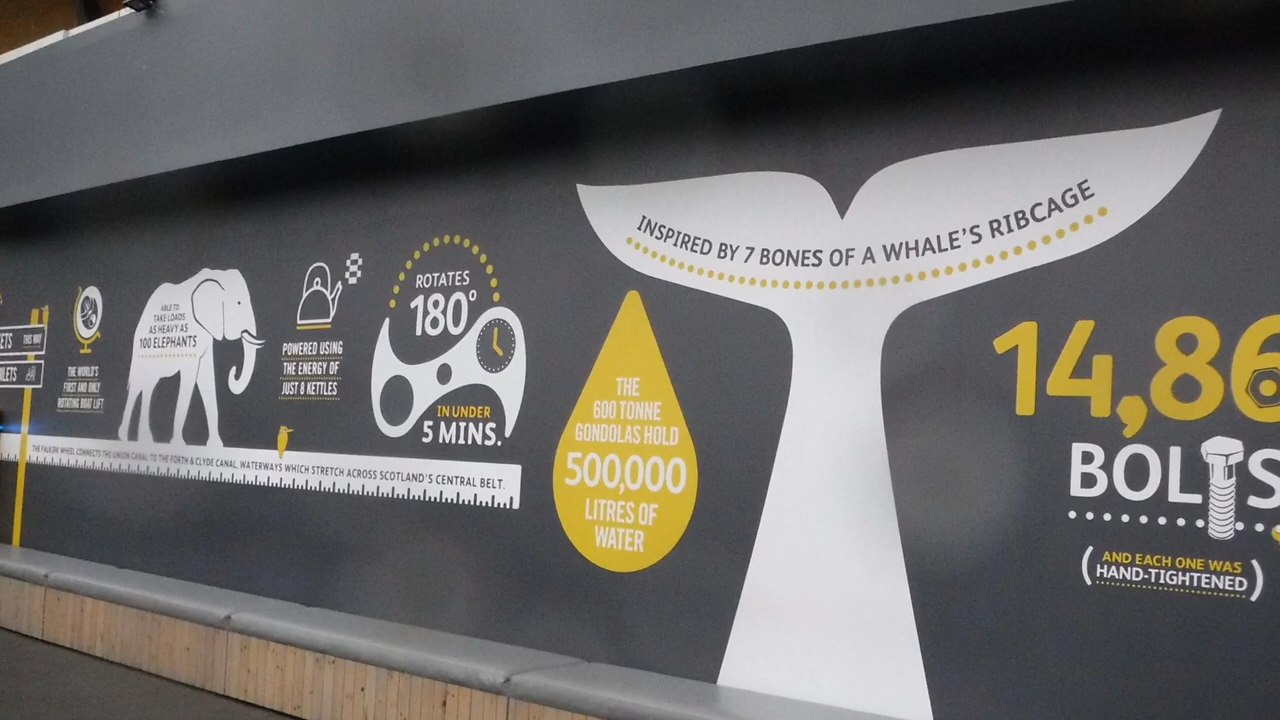 ETS THIS WAY
ILETS
THE WORLD'S
FIRST AND ONLY
ROTATING BOAT LIFT
ABLE TO
TAKE LOADS
AS HEAVY AS
100 ELEPHANTS
POWERED USING
THE ENERGY OF
JUST 8 KETTLES
ROTATES
180°
IN UNDER
5 MINS.
THE FALKIRK WHEEL CONNECTS THE UNION CANAL TO THE FORTH & CLYDE CANAL, WATERWAYS WHICH STRETCH ACROSS SCOTLAND'S CENTRAL BELT.
THE
600 TONNE
GONDOLAS HOLD
500,000
LITRES OF
WATER
INSPIRED BY 7 BONES OF A WHALE'S RIBCAGE
14,86
BOLTS
(AND EACH ONE WAS
HAND-TIGHTENED)